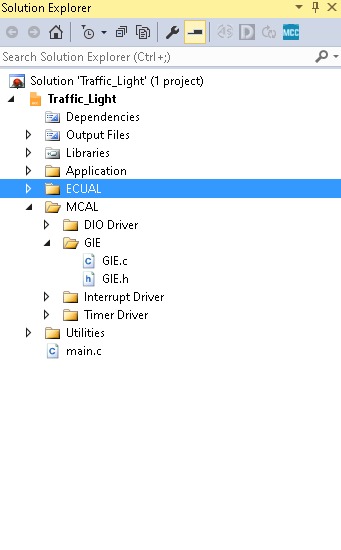 Solution Explorer
MCC
Search Solution Explorer (Ctrl+;)
Solution 'Traffic_Light' (1 project)
Traffic_Light
Dependencies
Output Files
Libraries
Application
ECUAL
MCAL
DIO Driver
GIE
c GIE.c
h GIE.h
Interrupt Driver
Timer Driver
Utilities
c main.c